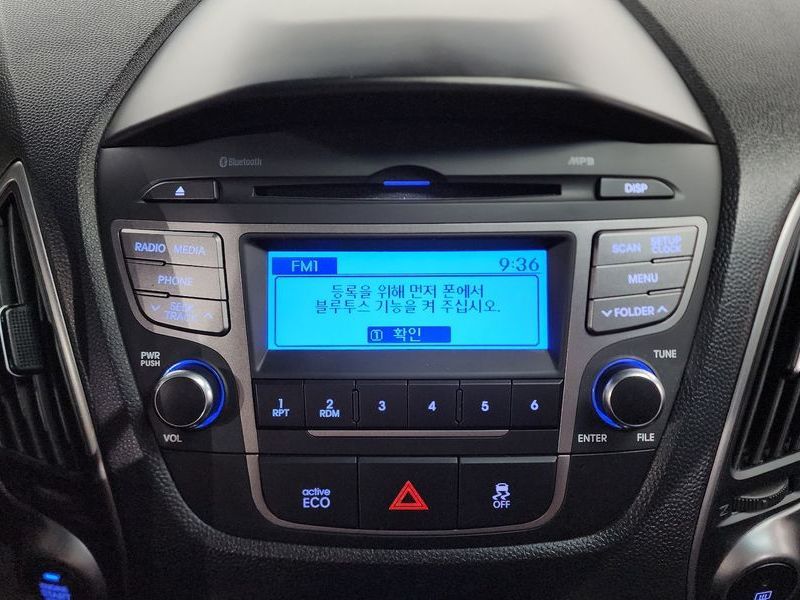 Bluetooth
MP3
DISP
RADIO MEDIA
PHONE
SEEK
TRACK
FM1
9:36
등록을 위해 먼저 폰에서
블루투스 기능을 켜 주십시오.
1 확인
SCAN
SETUP
CLOCK
MENU
FOLDER
PWR
PUSH
VOL
1
RPT
2
RDM
3
4
5
6
TUNE
ENTER
FILE
active
ECO
OFF